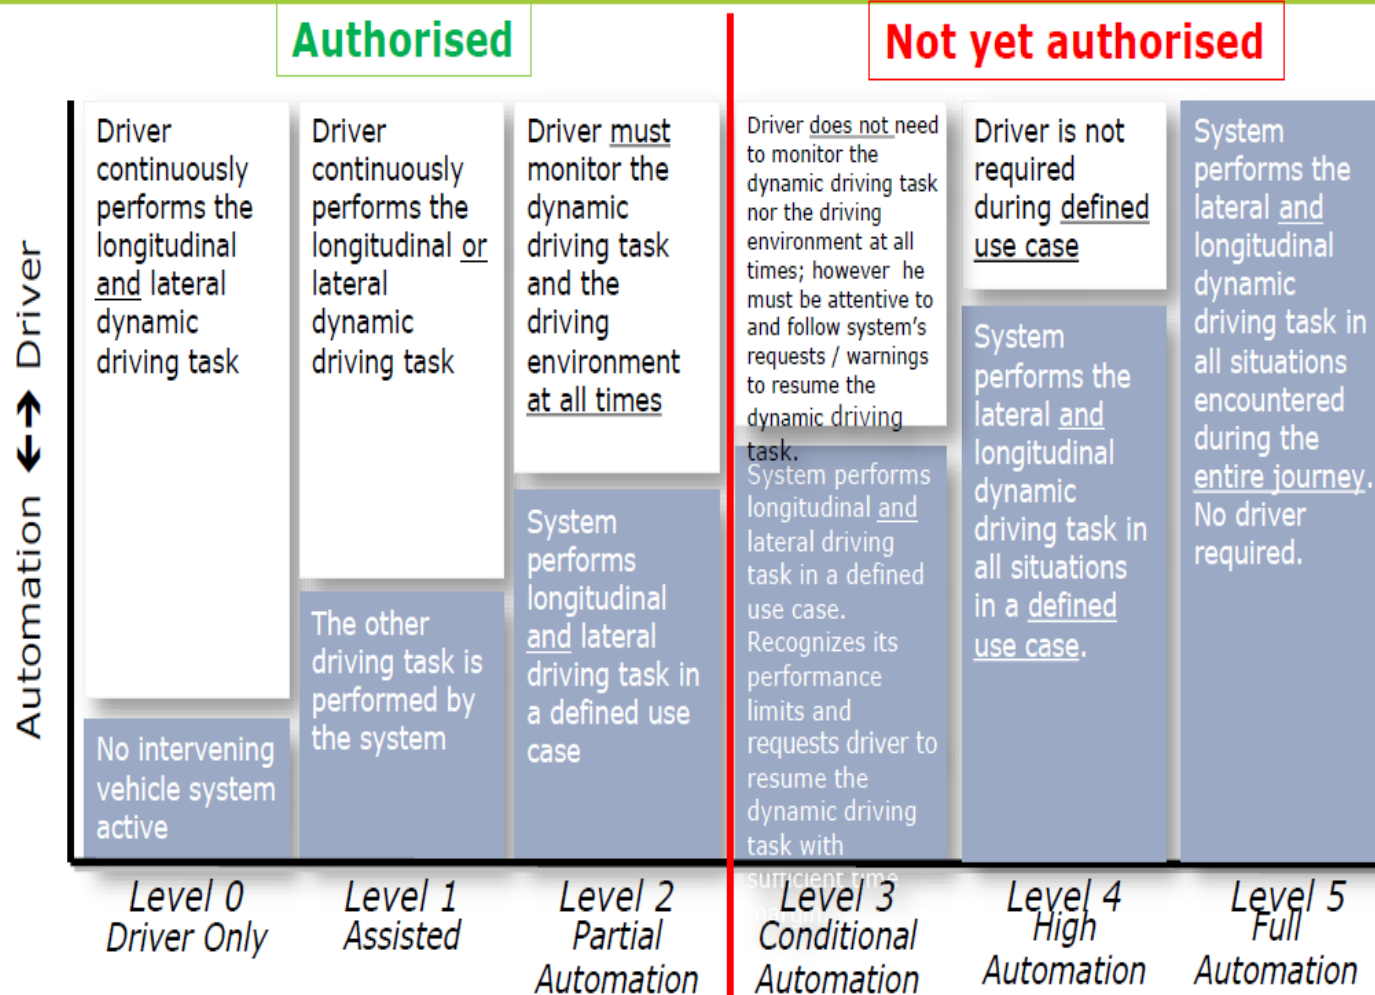 Authorised
Not yet authorised
Automation ↔ Driver
Driver
continuously
performs the
longitudinal
and lateral
dynamic
driving task
No intervening
vehicle system
active
Level 0
Driver Only
Driver
continuously
performs the
longitudinal or
lateral
dynamic
driving task
The other
driving task is
performed by
the system
Level 1
Assisted
Driver must
monitor the
dynamic
driving task
and the
driving
environment
at all times
System
performs
longitudinal
and lateral
driving task in
a defined use
case
Level 2
Partial
Automation
Driver does not need
to monitor the
dynamic driving task
nor the driving
environment at all
times; however he
must be attentive to
and follow system's
requests / warnings
to resume the
dynamic driving
task.
System performs
longitudinal and
lateral driving
task in a defined
use case.
Recognizes its
performance
limits and
requests driver to
resume the
dynamic driving
task with
sufficient time
Level 3
Conditional
Automation
Driver is not
required
during defined
use case
System
performs the
lateral and
longitudinal
dynamic
driving task in
all situations
in a defined
use case.
Level 4
High
Automation
System
performs the
lateral and
longitudinal
dynamic
driving task in
all situations
encountered
during the
entire journey.
No driver
required.
Level 5
Full
Automation